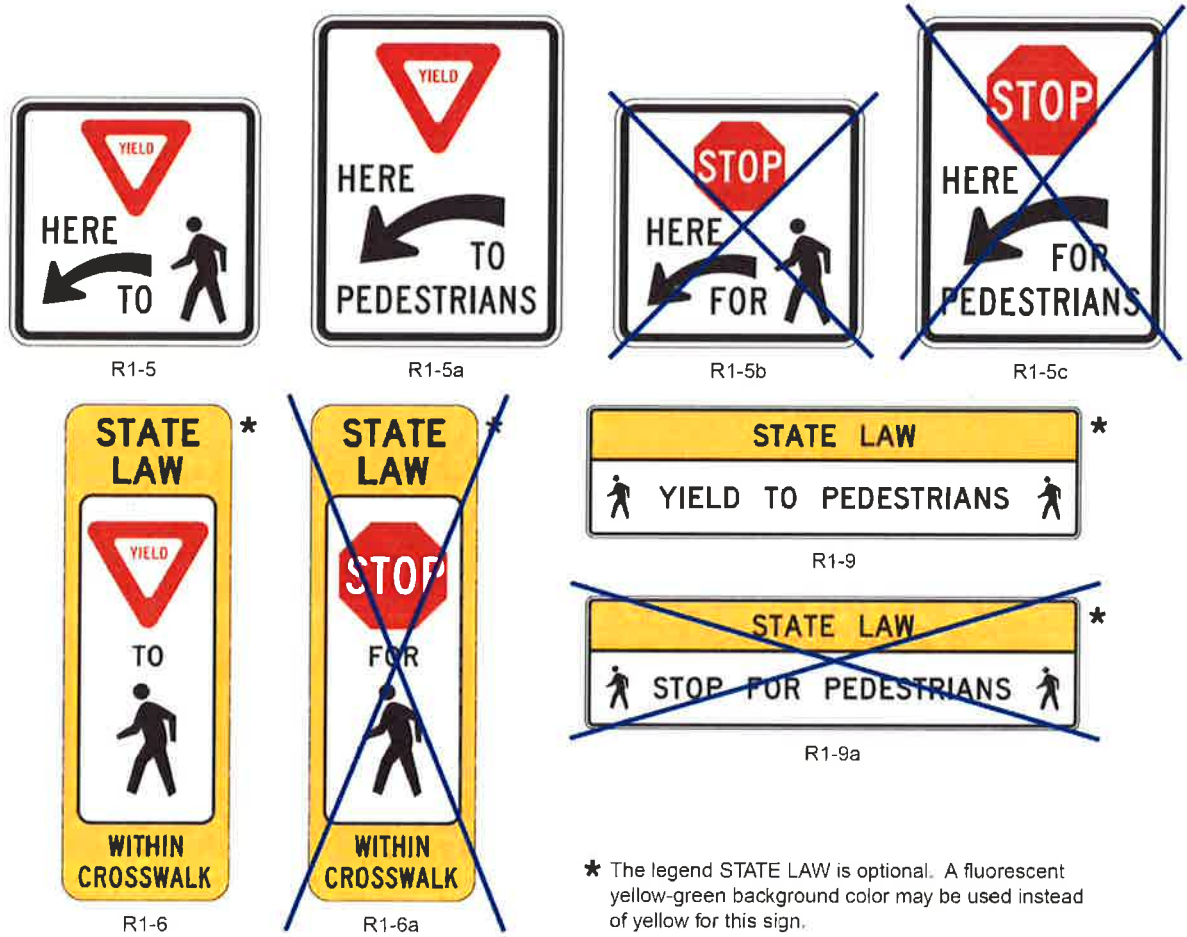 YIELD
HERE
TO
R1-5
YIELD
HERE
TO
PEDESTRIANS
R1-5a
STOP
HERE
FOR
R1-5b
STOP
HERE
FOR
PEDESTRIANS
R1-5c
STATE
LAW
*
YIELD
TO
WITHIN
CROSSWALK
R1-6
STATE
LAW
*
STOP
FOR
WITHIN
CROSSWALK
R1-6a
STATE LAW
*
YIELD TO PEDESTRIANS
R1-9
STATE LAW
*
STOP FOR PEDESTRIANS
R1-9a
* The legend STATE LAW is optional. A fluorescent
yellow-green background color may be used instead
of yellow for this sign.